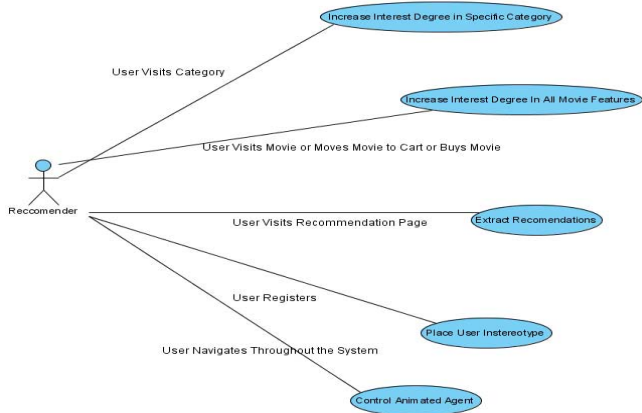 Increase Interest Degree in Specific Category
User Visits Category
Increase Interest Degree In All Movie Features
User Visits Movie or Moves Movie to Cart or Buys Movie
Reccomender
User Visits Recommendation Page
Extract Recomendations
User Registers
Place User Instereotype
User Navigates Throughout the System
Control Animated Agent